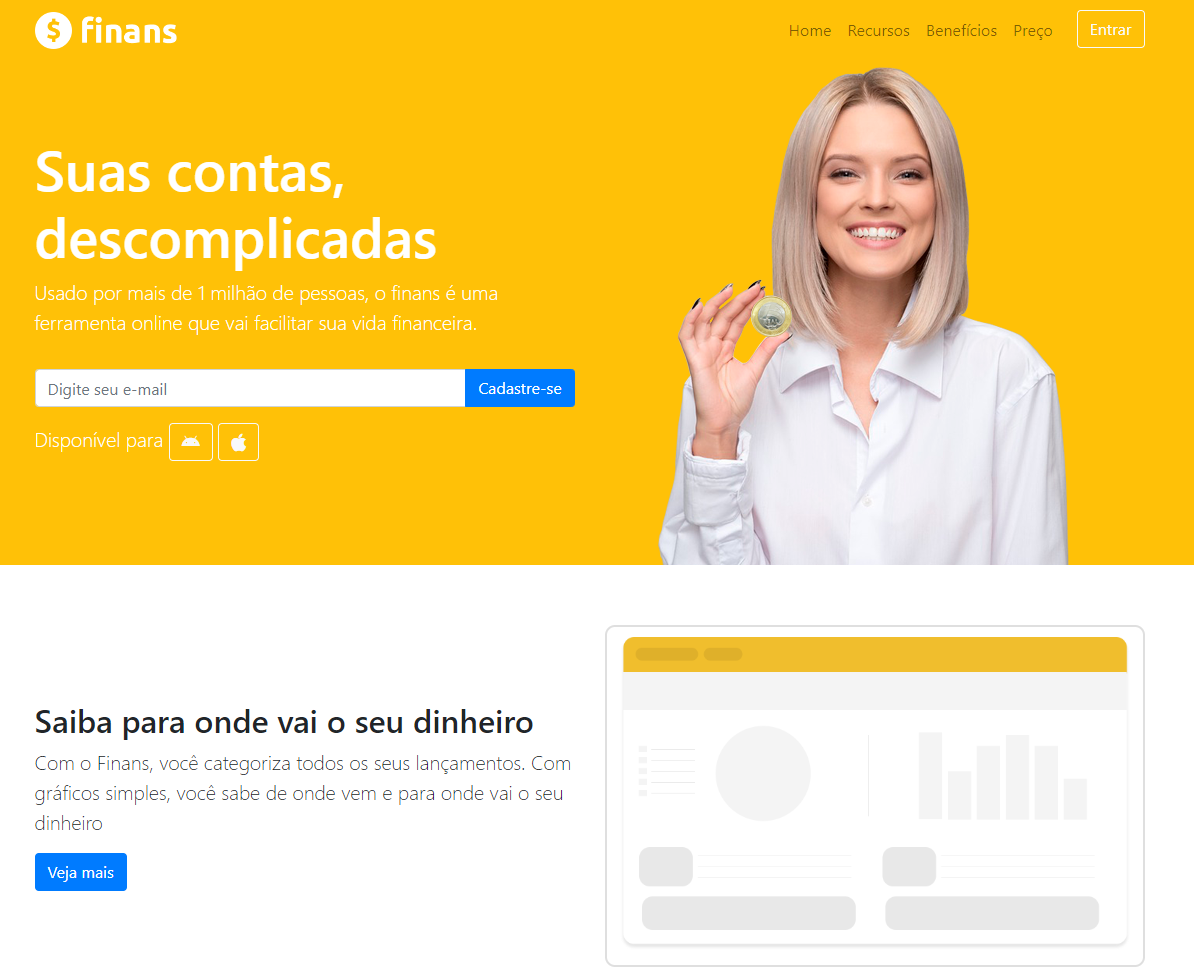 finans
Home Recursos Benefícios Preço Entrar
Suas contas,
descomplicadas
Usado por mais de 1 milhão de pessoas, o finans é uma
ferramenta online que vai facilitar sua vida financeira.
Digite seu e-mail Cadastre-se
Disponível para
Saiba para onde vai o seu dinheiro
Com o Finans, você categoriza todos os seus lançamentos. Com
gráficos simples, você sabe de onde vem e para onde vai o seu
dinheiro
Veja mais